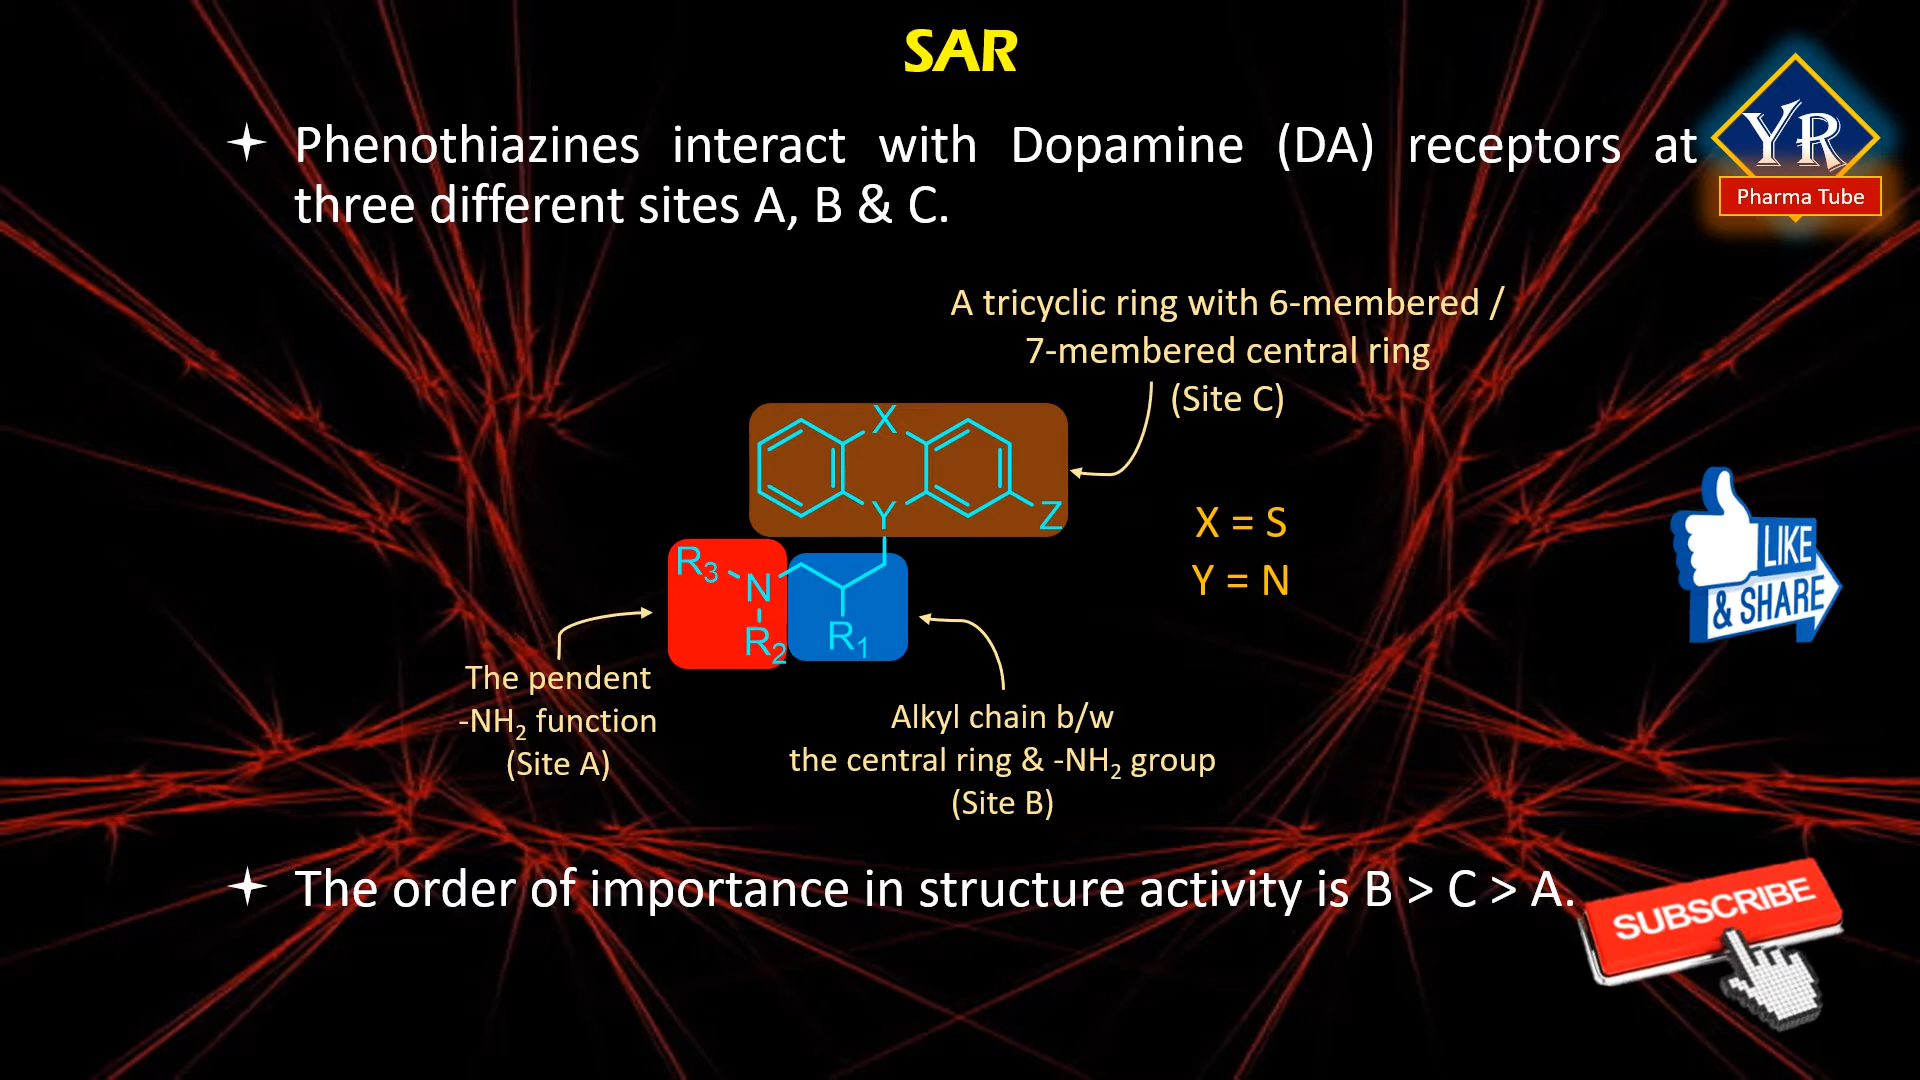 SAR
YR
Pharma Tube
Phenothiazines interact with Dopamine (DA) receptors at
three different sites A, B & C.
A tricyclic ring with 6-membered /
7-membered central ring
(Site C)
X
Y
Z
X = S
Y = N
R3
N
R2
R1
LIKE
& SHARE
The pendent
-NH2 function
(Site A)
Alkyl chain b/w
the central ring & -NH2 group
(Site B)
The order of importance in structure activity is B > C > A.
SUBSCRIBE